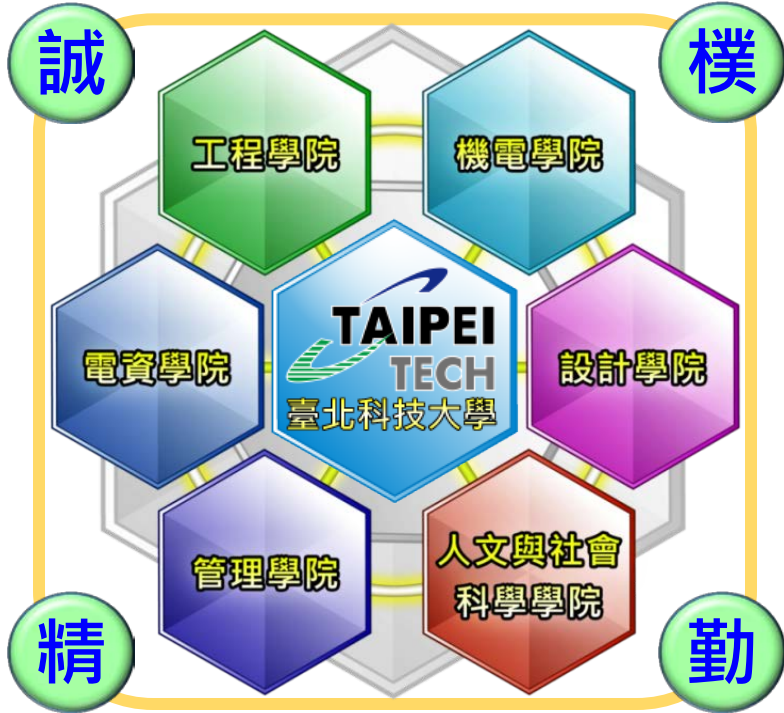 誠
樸
工程學院
機電學院
TAIPEI
TECH
臺北科技大學
電資學院
設計學院
管理學院
人文與社會
科學學院
精
勤